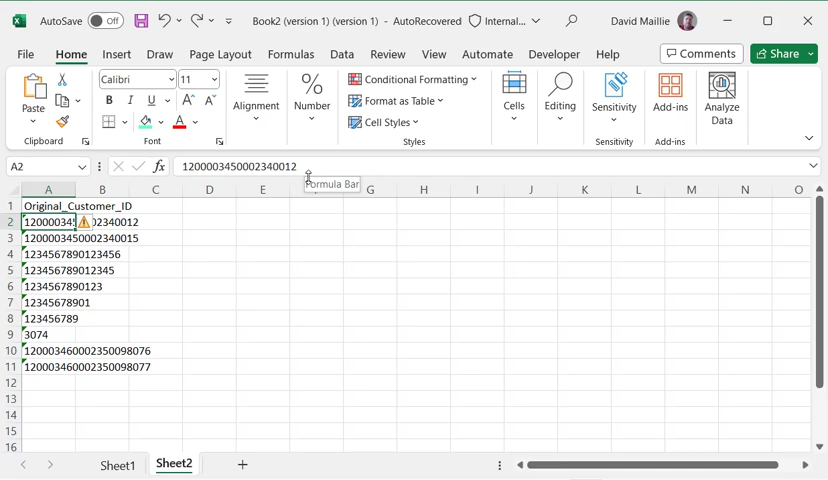 AutoSave Off Book2 (version 1) (version 1) - AutoRecovered Internal... David Maillie
File Home Insert Draw Page Layout Formulas Data Review View Automate Developer Help Comments Share
Paste
Clipboard
Calibri 11
B I U A A
A
Font
Alignment
%
Number
Conditional Formatting
Format as Table
Cell Styles
Styles
Cells
Editing
Sensitivity
Sensitivity
Add-ins
Add-ins
Analyze
Data
A2 fx 1200003450002340012
Formula Bar
A B C D E F G H I J K L M N O
1 Original_Customer_ID
2
3 1200003450002340015
4 1234567890123456
5 123456789012345
6 1234567890123
7 12345678901
8 123456789
9 3074
10 120003460002350098076
11 120003460002350098077
12
13
14
15
16
Sheet1 Sheet2 +